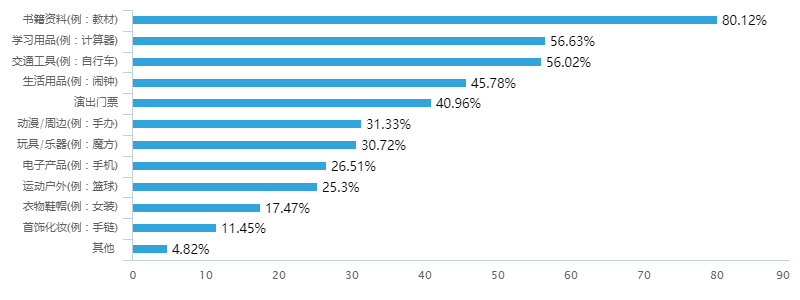 书籍资料(例：教材) 80.12%
学习用品(例：计算器) 56.63%
交通工具(例：自行车) 56.02%
生活用品(例：闹钟) 45.78%
演出门票 40.96%
动漫/周边(例：手办) 31.33%
玩具/乐器(例：魔方) 30.72%
电子产品(例：手机) 26.51%
运动户外(例：篮球) 25.3%
衣物鞋帽(例：女装) 17.47%
首饰化妆(例：手链) 11.45%
其他 4.82%
0 10 20 30 40 50 60 70 80 90